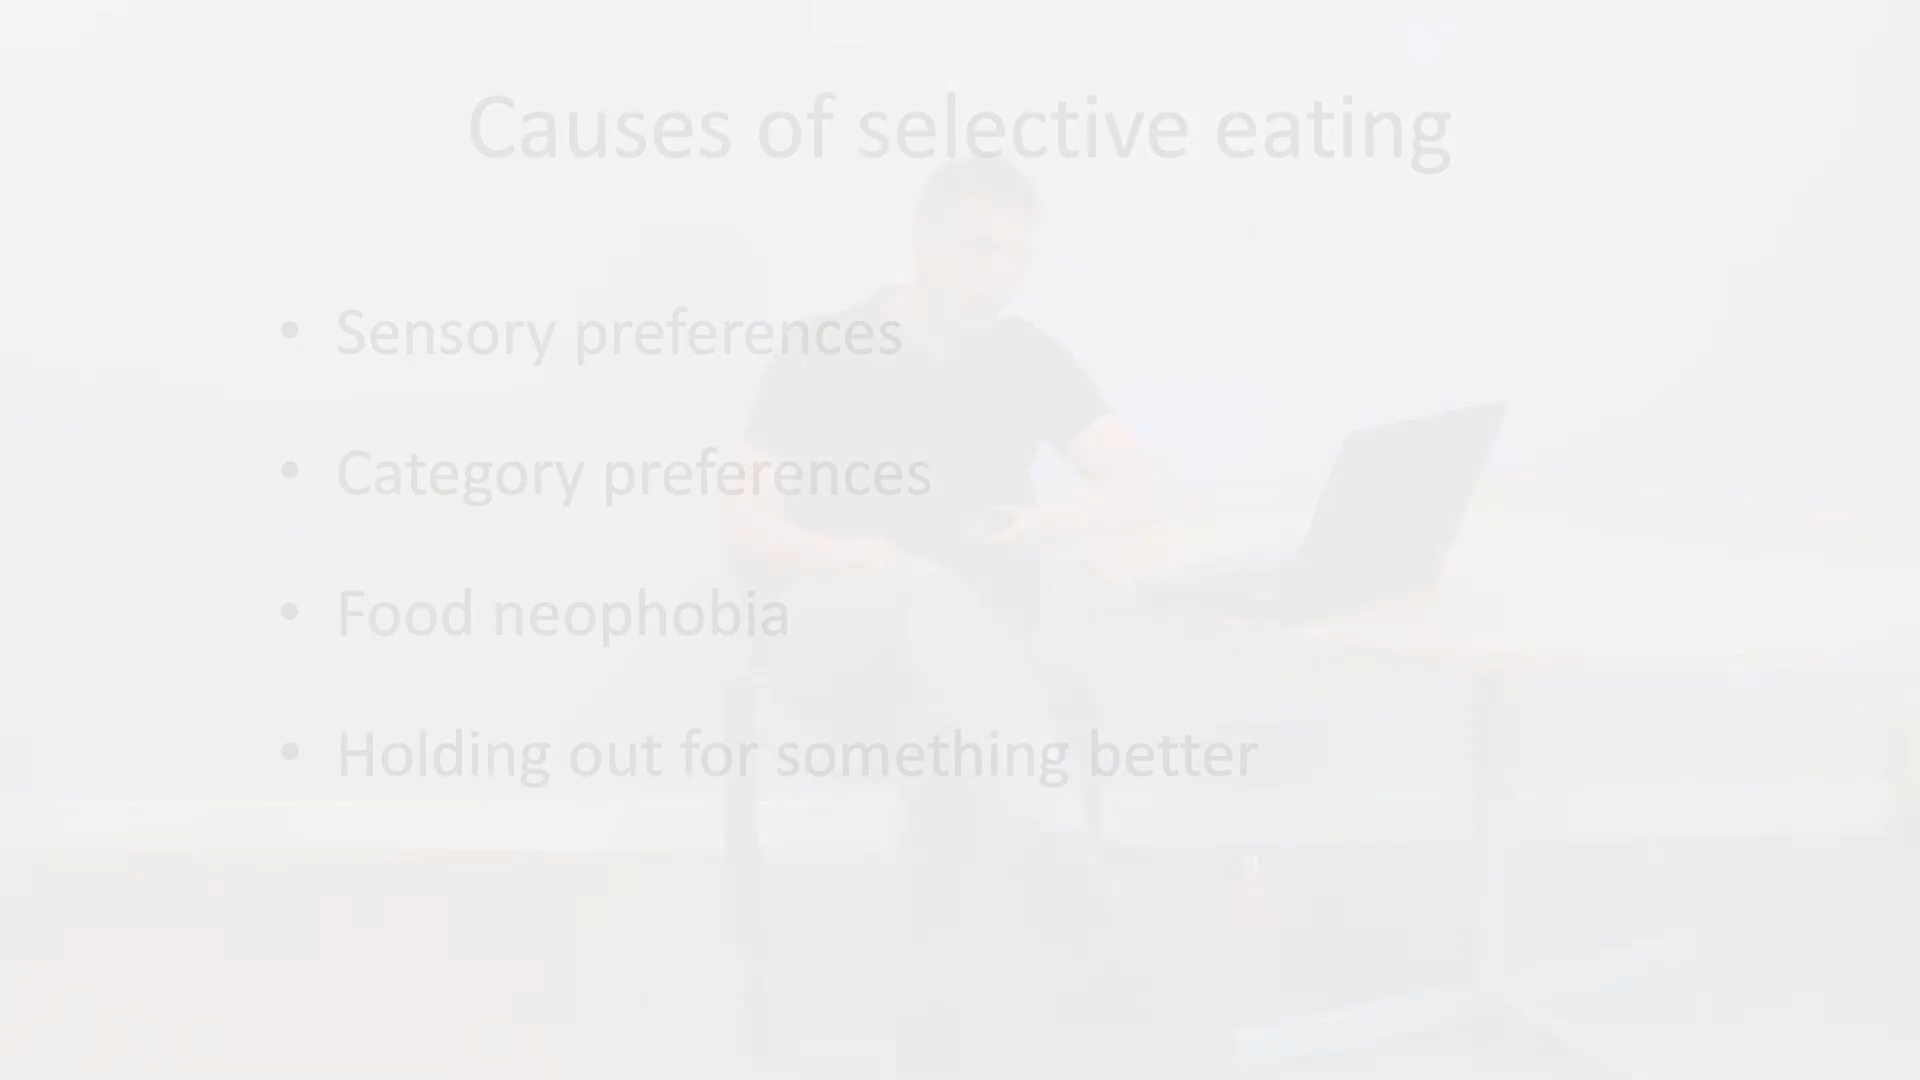 Causes of selective eating
• Sensory preferences
• Category preferences
• Food neophobia
• Holding out for something better